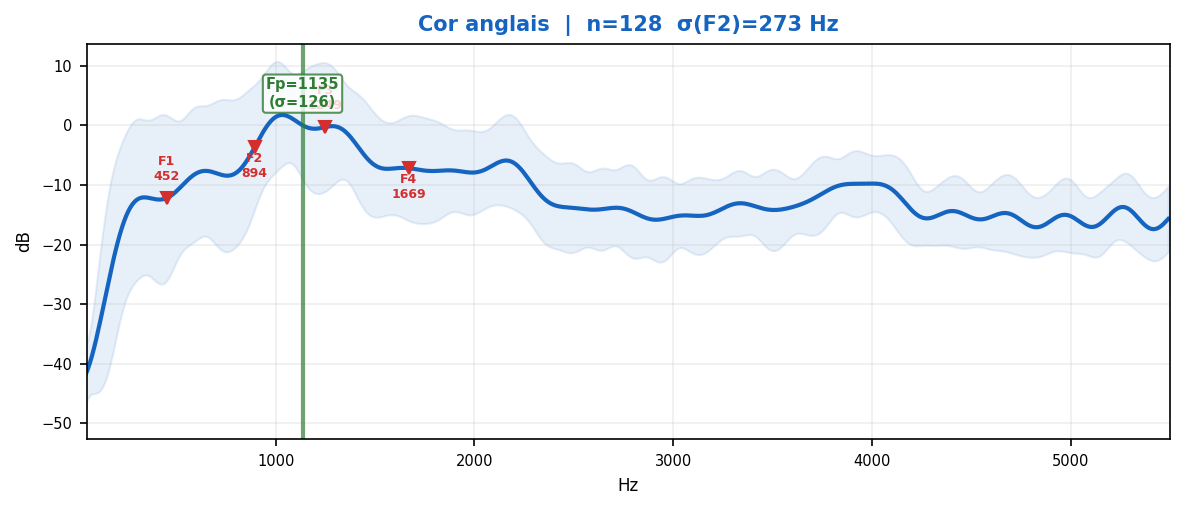 Cor anglais | n=128 σ(F2)=273 Hz
Fp=1135
(σ=126)
F1
452
F2
894
F4
1669
10
0
−10
−20
−30
−40
−50
dB
1000
2000
3000
4000
5000
Hz